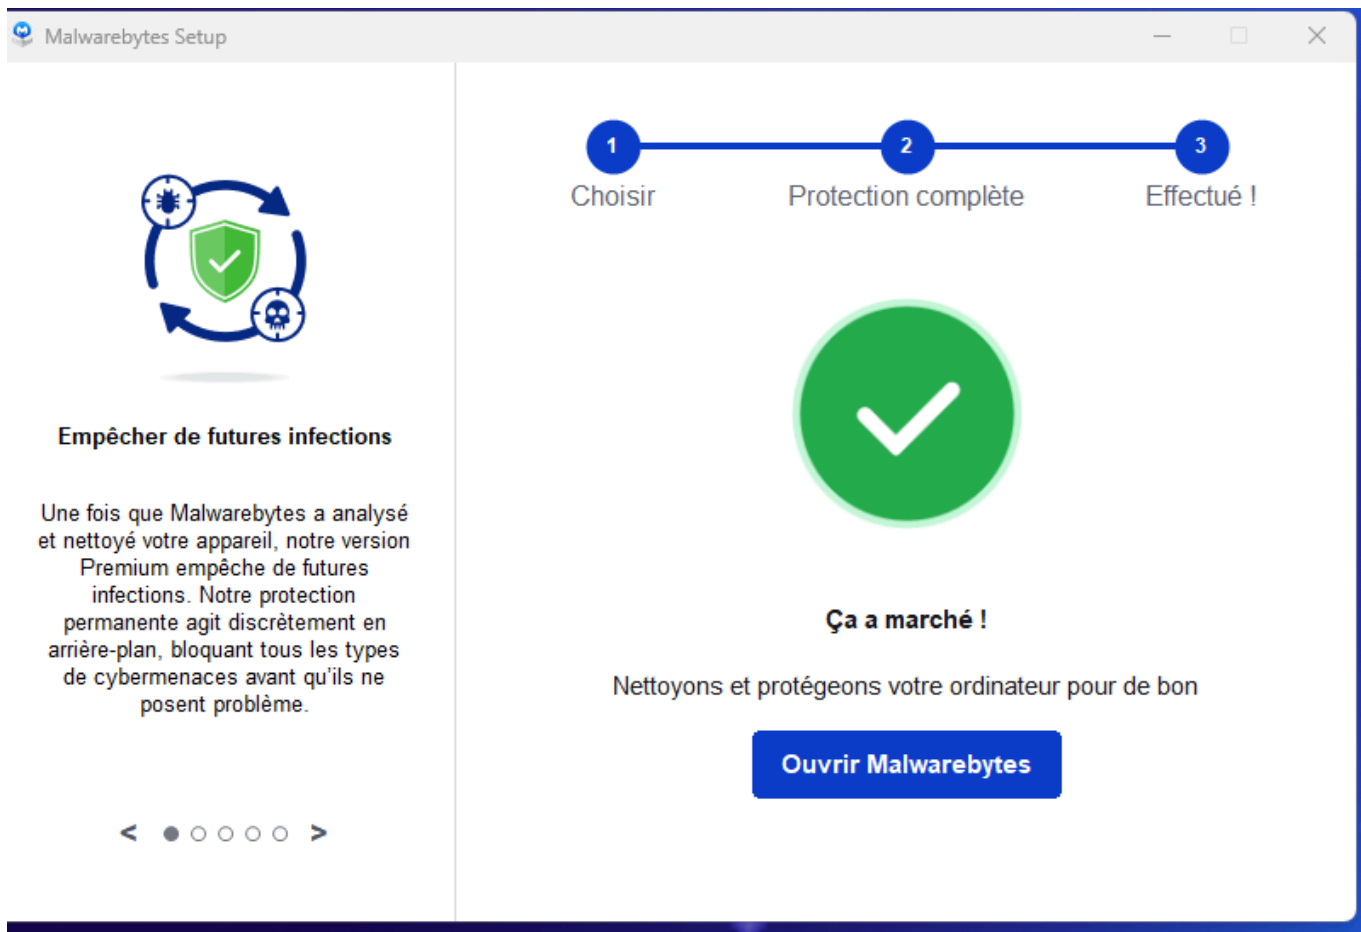 Malwarebytes Setup
1
2
3
Choisir
Protection complète
Effectué !
Empêcher de futures infections
Une fois que Malwarebytes a analysé
et nettoyé votre appareil, notre version
Premium empêche de futures
infections. Notre protection
permanente agit discrètement en
arrière-plan, bloquant tous les types
de cybermenaces avant qu'ils ne
posent problème.
Ça a marché !
Nettoyons et protégeons votre ordinateur pour de bon
Ouvrir Malwarebytes